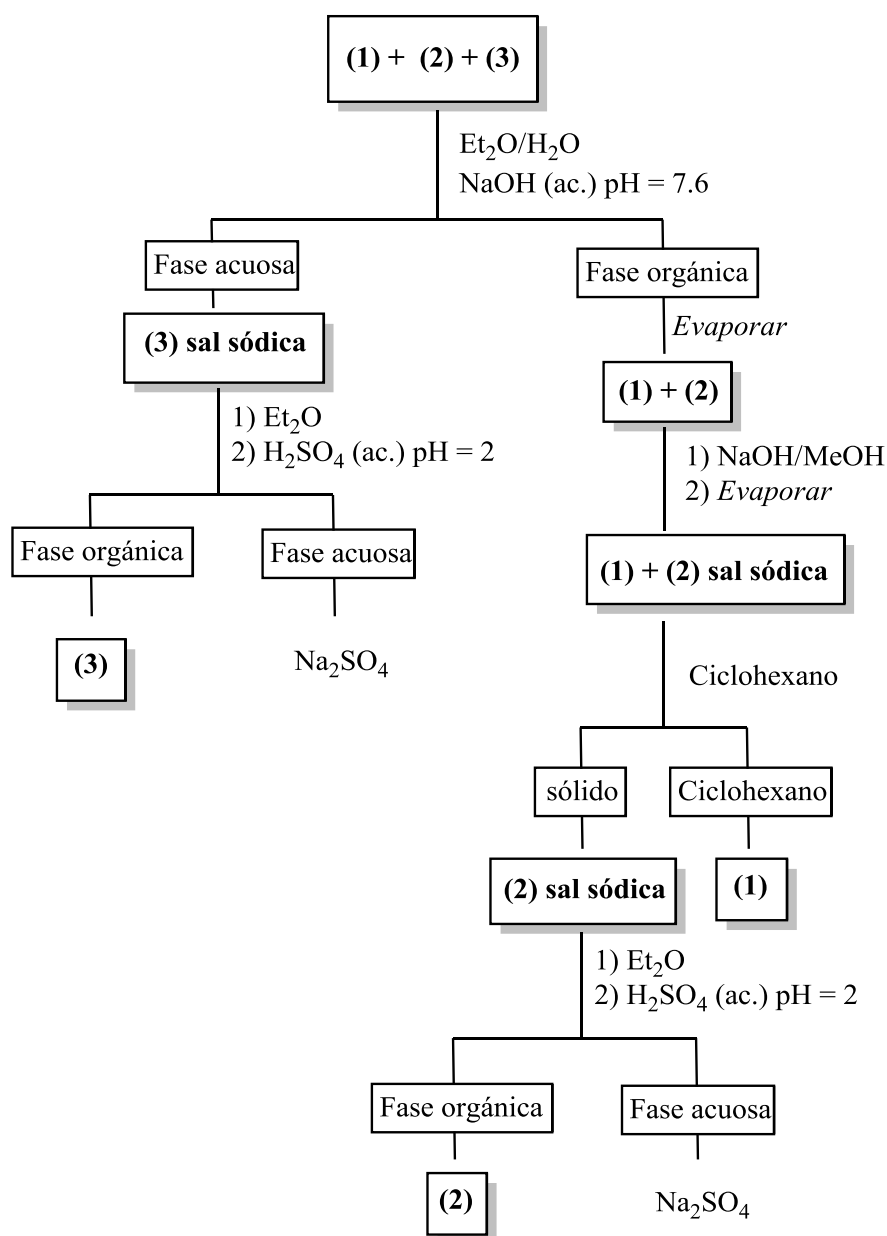 (1) + (2) + (3)
Et₂O/H₂O
NaOH (ac.) pH = 7.6
Fase acuosa
Fase orgánica
(3) sal sódica
Evaporar
(1) + (2)
1) Et₂O
2) H₂SO₄ (ac.) pH = 2
1) NaOH/MeOH
2) Evaporar
Fase orgánica
Fase acuosa
(1) + (2) sal sódica
(3)
Na₂SO₄
Ciclohexano
sólido
Ciclohexano
(2) sal sódica
(1)
1) Et₂O
2) H₂SO₄ (ac.) pH = 2
Fase orgánica
Fase acuosa
(2)
Na₂SO₄